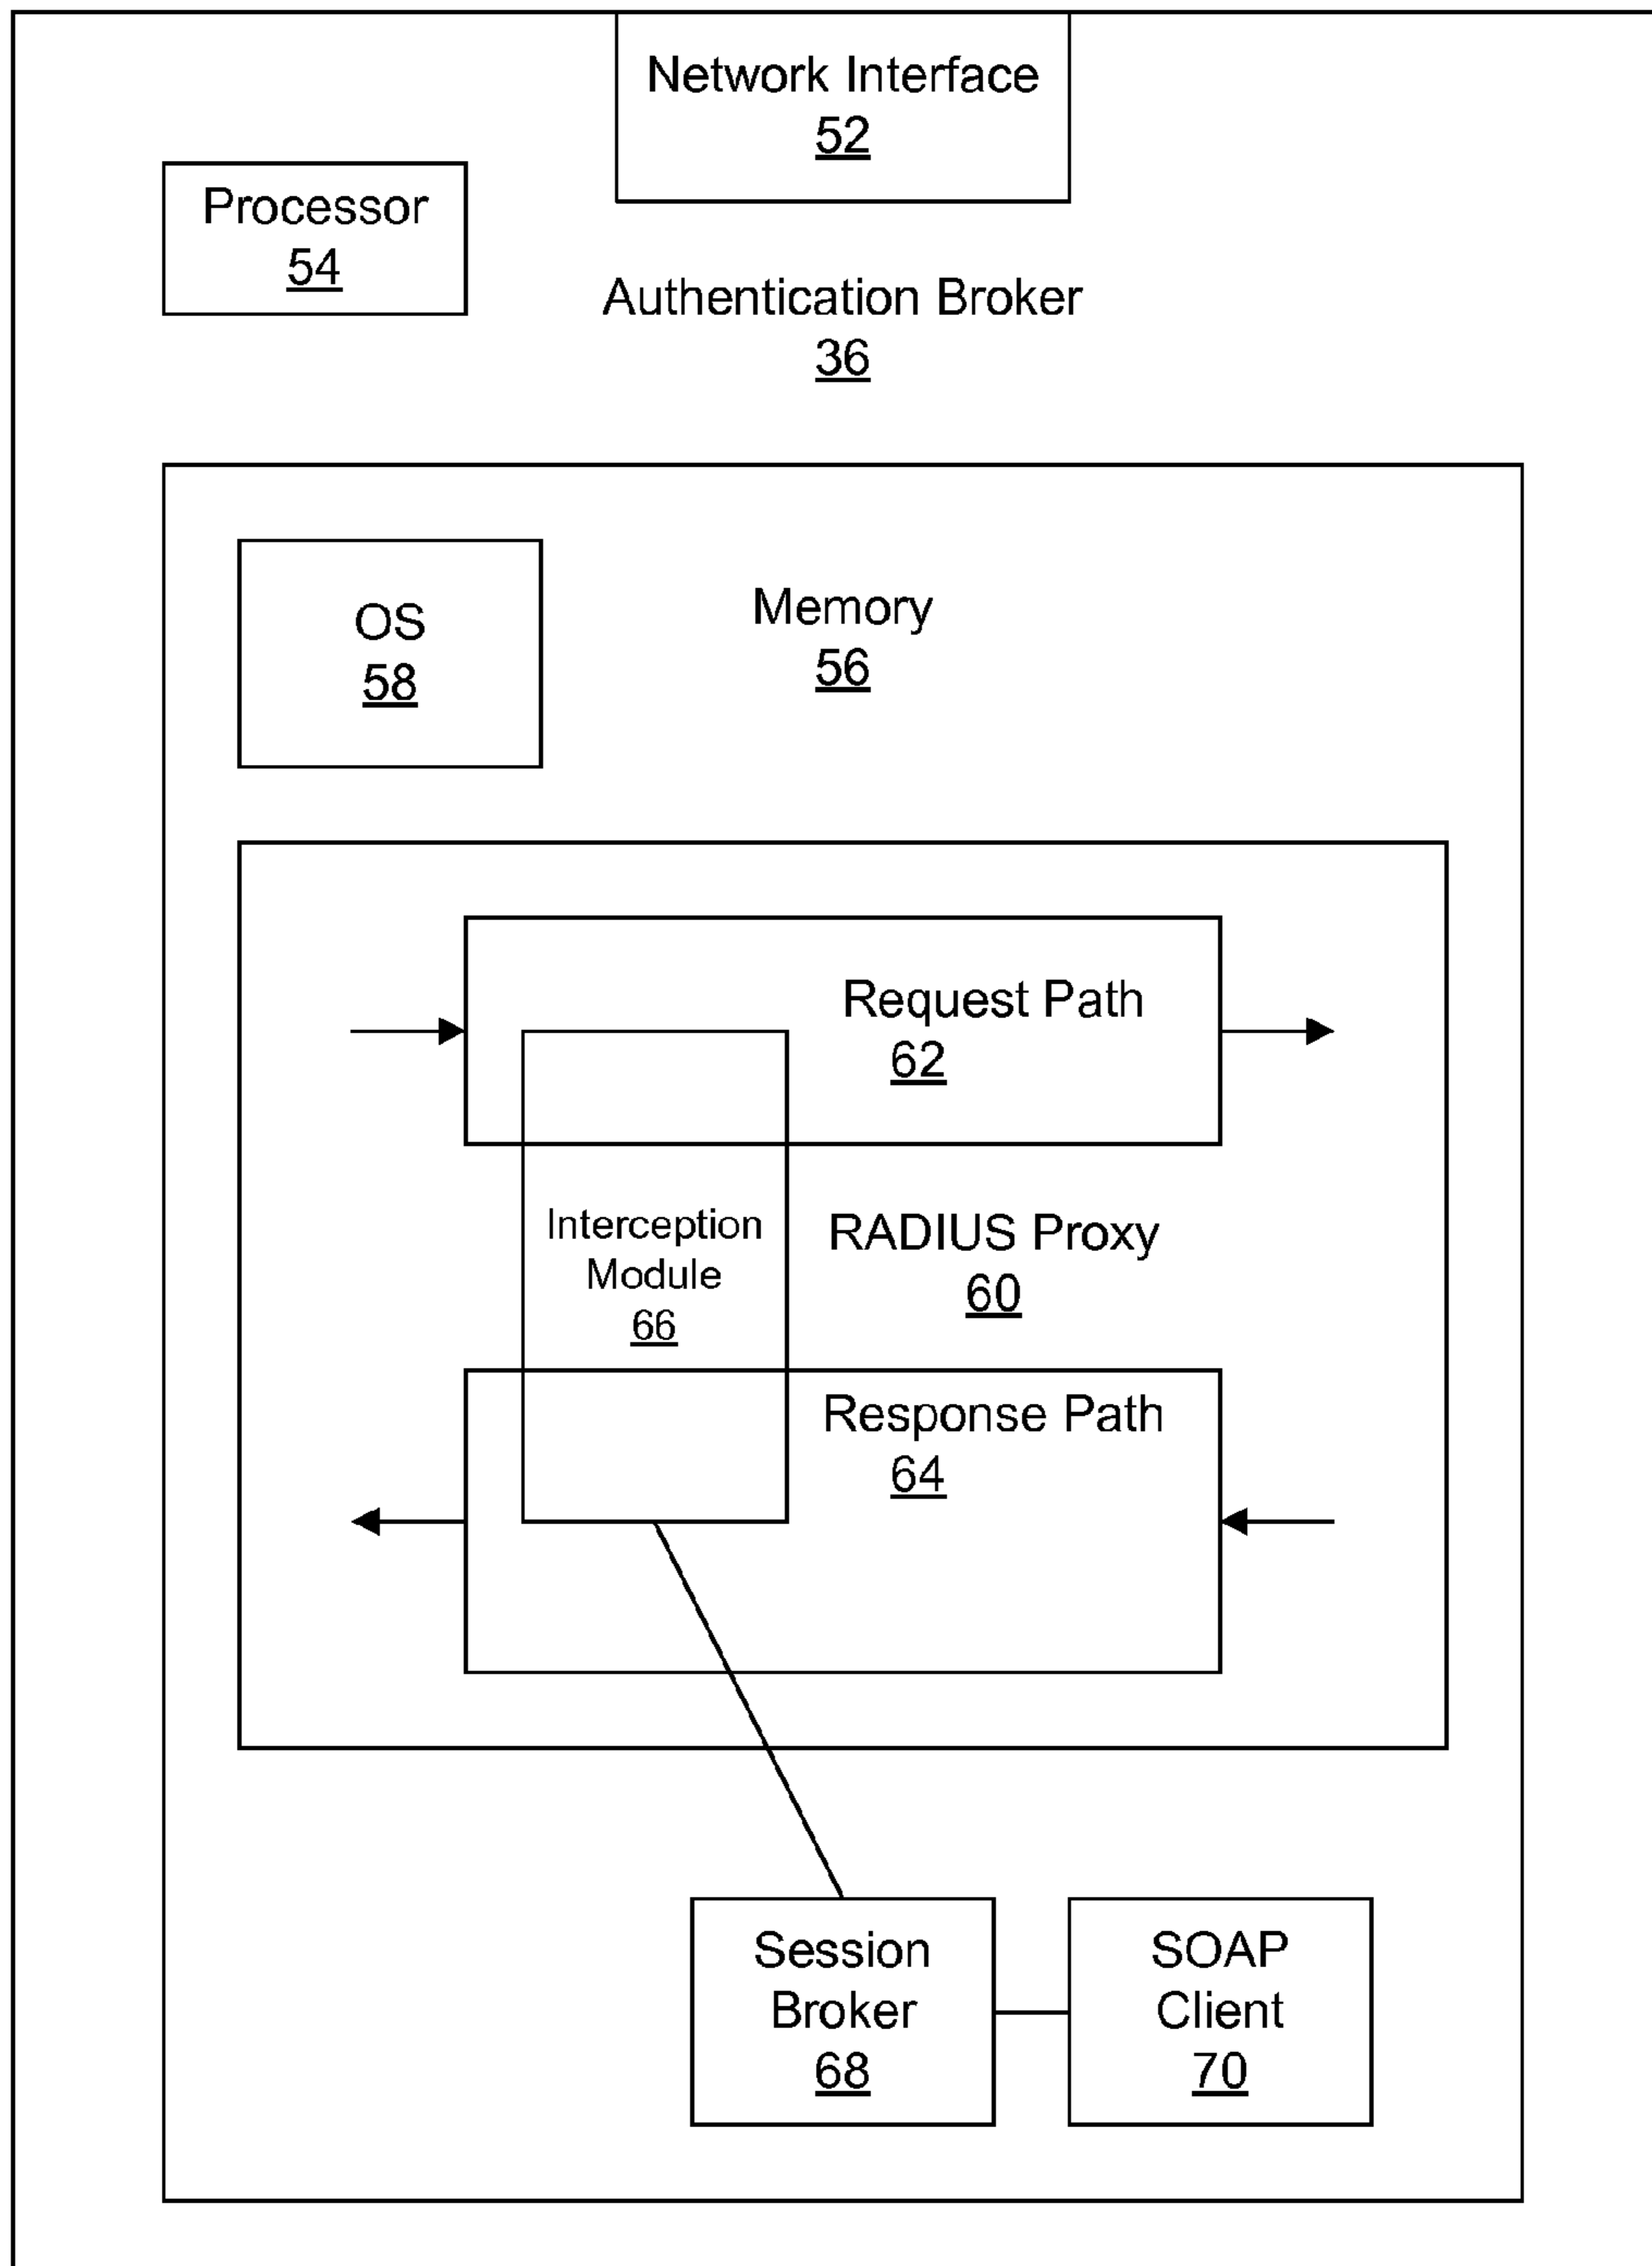 Network Interface
52
Processor
54
Authentication Broker
36
OS
58
Memory
56
Request Path
62
Interception
Module
66
RADIUS Proxy
60
Response Path
64
Session
Broker
68
SOAP
Client
70